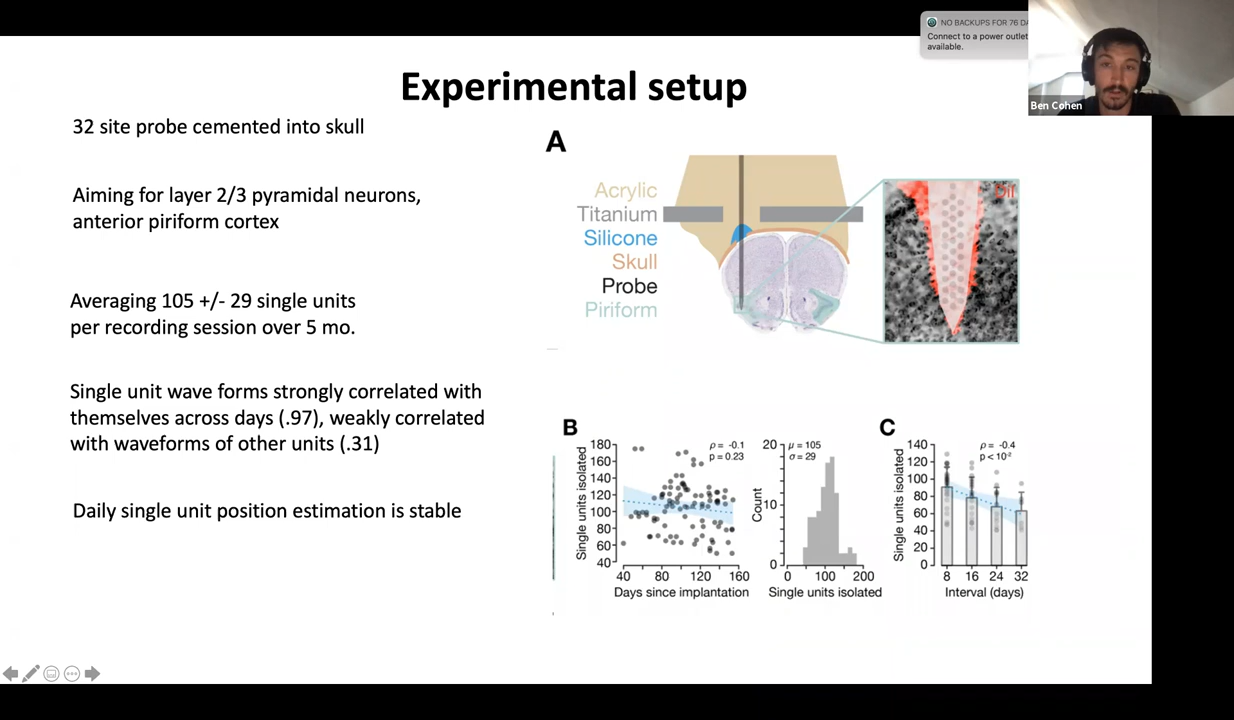 NO BACKUPS FOR 76 DA
Connect to a power outlet
available.
Ben Cohen
Experimental setup
32 site probe cemented into skull
Aiming for layer 2/3 pyramidal neurons,
anterior piriform cortex
Averaging 105 +/- 29 single units
per recording session over 5 mo.
Single unit wave forms strongly correlated with
themselves across days (.97), weakly correlated
with waveforms of other units (.31)
Daily single unit position estimation is stable
A
Acrylic
Titanium
Silicone
Skull
Probe
Piriform
DiI
B
Single units isolated
180
160
140
120
100
80
60
40
ρ = -0.1
p = 0.23
40 80 120 160
Days since implantation
Count
20
10
0
μ = 105
σ = 29
0 100 200
Single units isolated
C
Single units isolated
140
120
100
80
60
40
20
0
ρ = -0.4
p < 10⁻²
8 16 24 32
Interval (days)